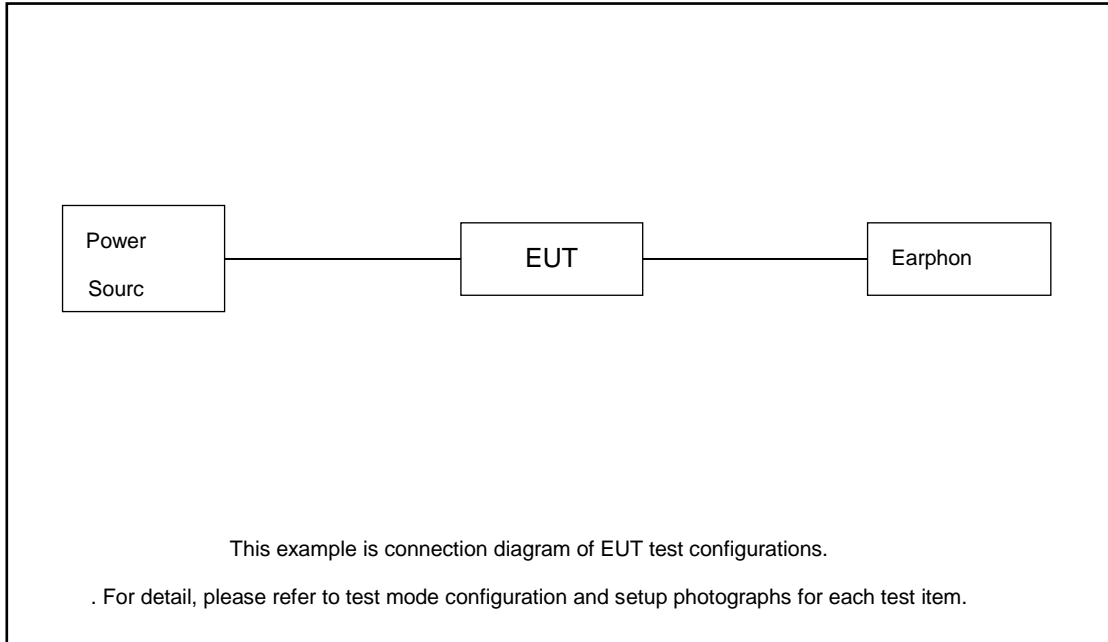 Power
Sourc
EUT
Earphon
This example is connection diagram of EUT test configurations.
. For detail, please refer to test mode configuration and setup photographs for each test item.